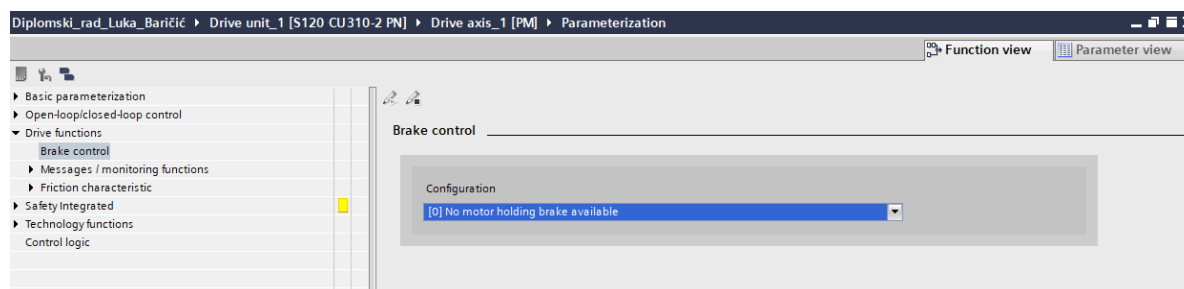 Diplomski_rad_Luka_Baričić ▸ Drive unit_1 [S120 CU310-2 PN] ▸ Drive axis_1 [PM] ▸ Parameterization
Function view
Parameter view
Basic parameterization
Open-loop/closed-loop control
Drive functions
Brake control
Messages / monitoring functions
Friction characteristic
Safety Integrated
Technology functions
Control logic
Brake control
Configuration
[0] No motor holding brake available